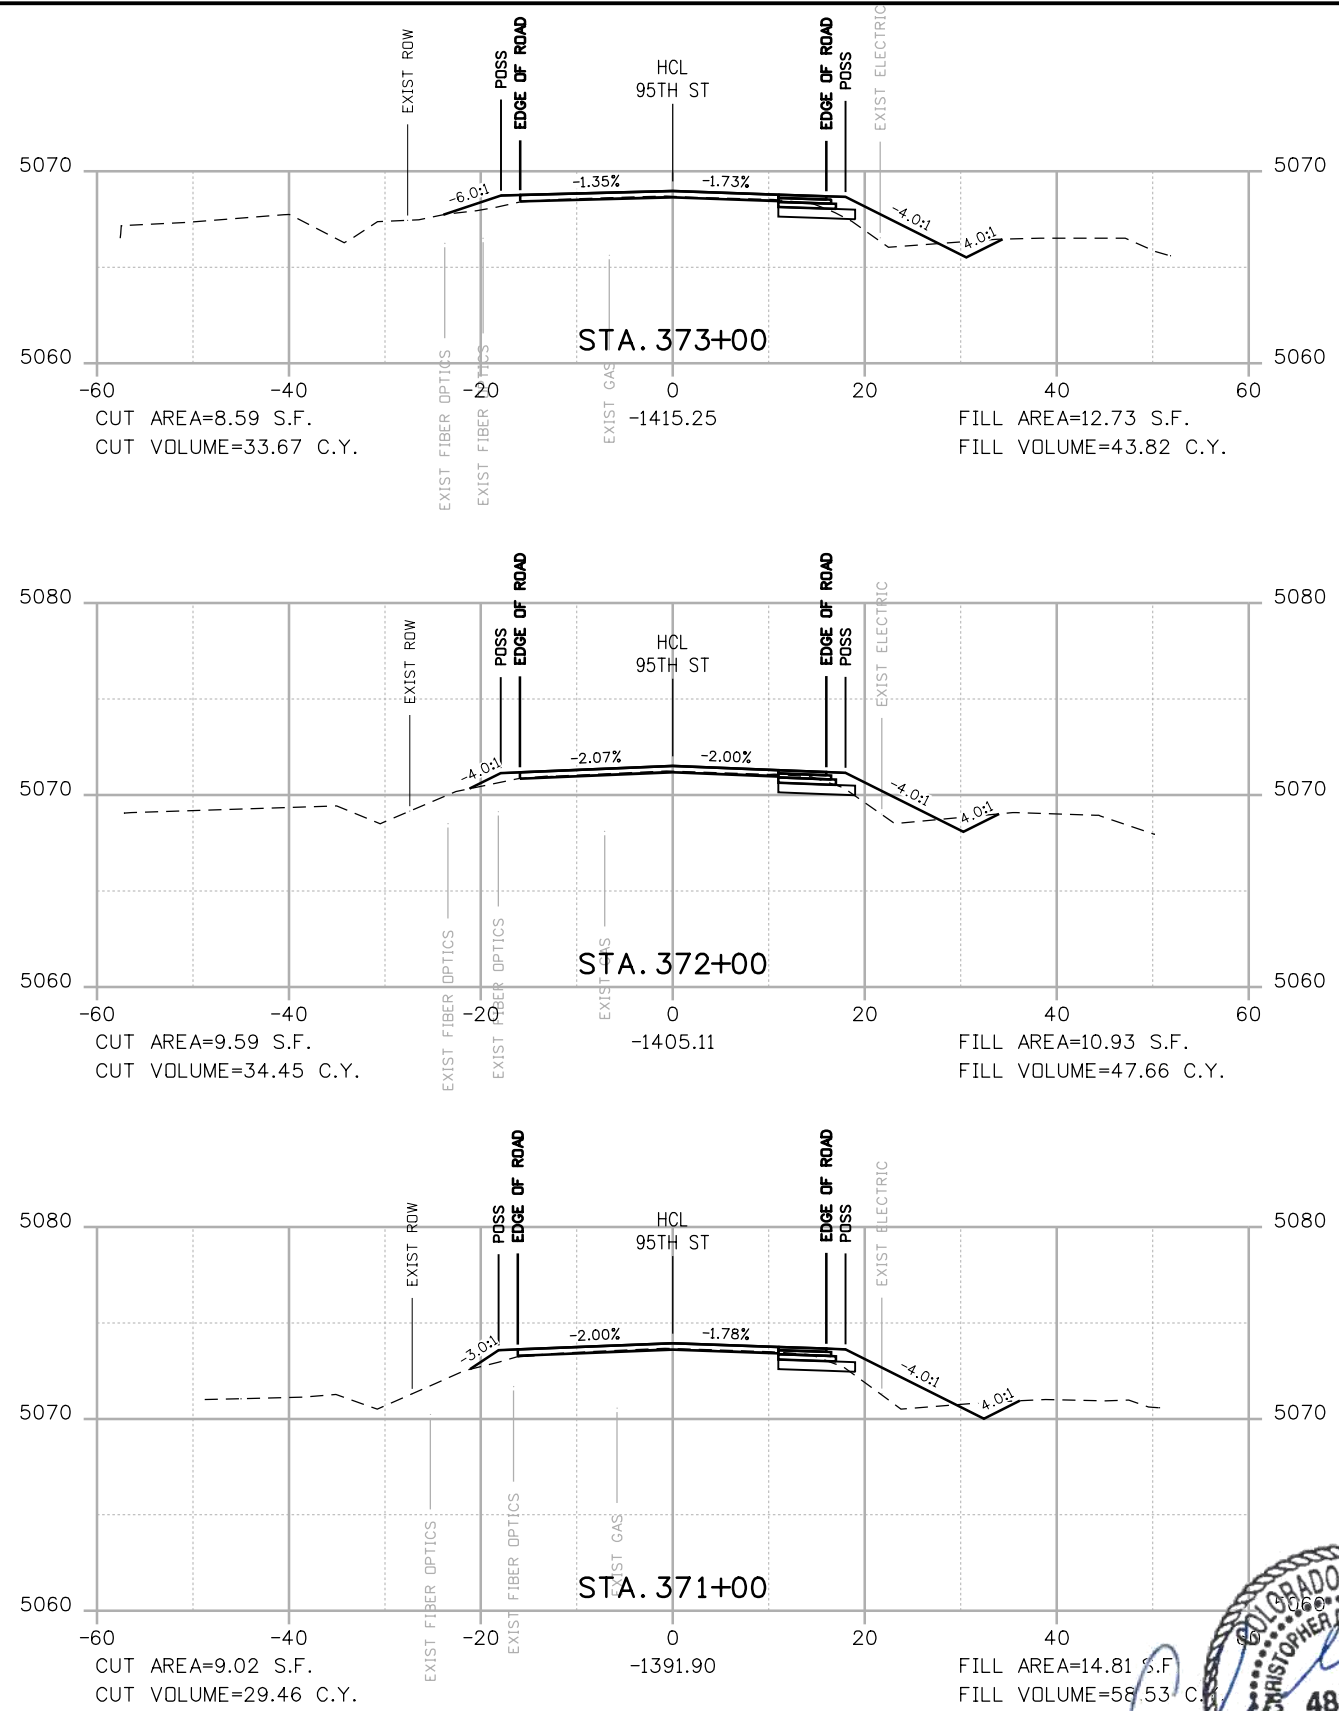 EXIST ROW
POSS
EDGE OF ROAD
HCL
95TH ST
EDGE OF ROAD
POSS
EXIST ELECTRIC
5070
5070
-6.0:1
-1.35%
-1.73%
-4.0:1
4.0:1
STA. 373+00
5060
5060
-60
-40
-20
0
20
40
60
EXIST FIBER OPTICS
EXIST FIBER OPTICS
EXIST GAS
CUT AREA=8.59 S.F.
-1415.25
FILL AREA=12.73 S.F.
CUT VOLUME=33.67 C.Y.
FILL VOLUME=43.82 C.Y.
EXIST ROW
POSS
EDGE OF ROAD
HCL
95TH ST
EDGE OF ROAD
POSS
EXIST ELECTRIC
5080
5080
-4.0:1
-2.07%
-2.00%
-4.0:1
4.0:1
5070
5070
STA. 372+00
5060
5060
-60
-40
-20
0
20
40
60
EXIST FIBER OPTICS
EXIST FIBER OPTICS
EXIST GAS
CUT AREA=9.59 S.F.
-1405.11
FILL AREA=10.93 S.F.
CUT VOLUME=34.45 C.Y.
FILL VOLUME=47.66 C.Y.
EXIST ROW
POSS
EDGE OF ROAD
HCL
95TH ST
EDGE OF ROAD
POSS
EXIST ELECTRIC
5080
5080
-3.0:1
-2.00%
-1.78%
-4.0:1
4.0:1
5070
5070
STA. 371+00
5060
5060
-60
-40
-20
0
20
40
60
EXIST FIBER OPTICS
EXIST FIBER OPTICS
EXIST GAS
CUT AREA=9.02 S.F.
-1391.90
FILL AREA=14.81 S.F
CUT VOLUME=29.46 C.Y.
FILL VOLUME=58.53 C.Y.
COLORADO
48